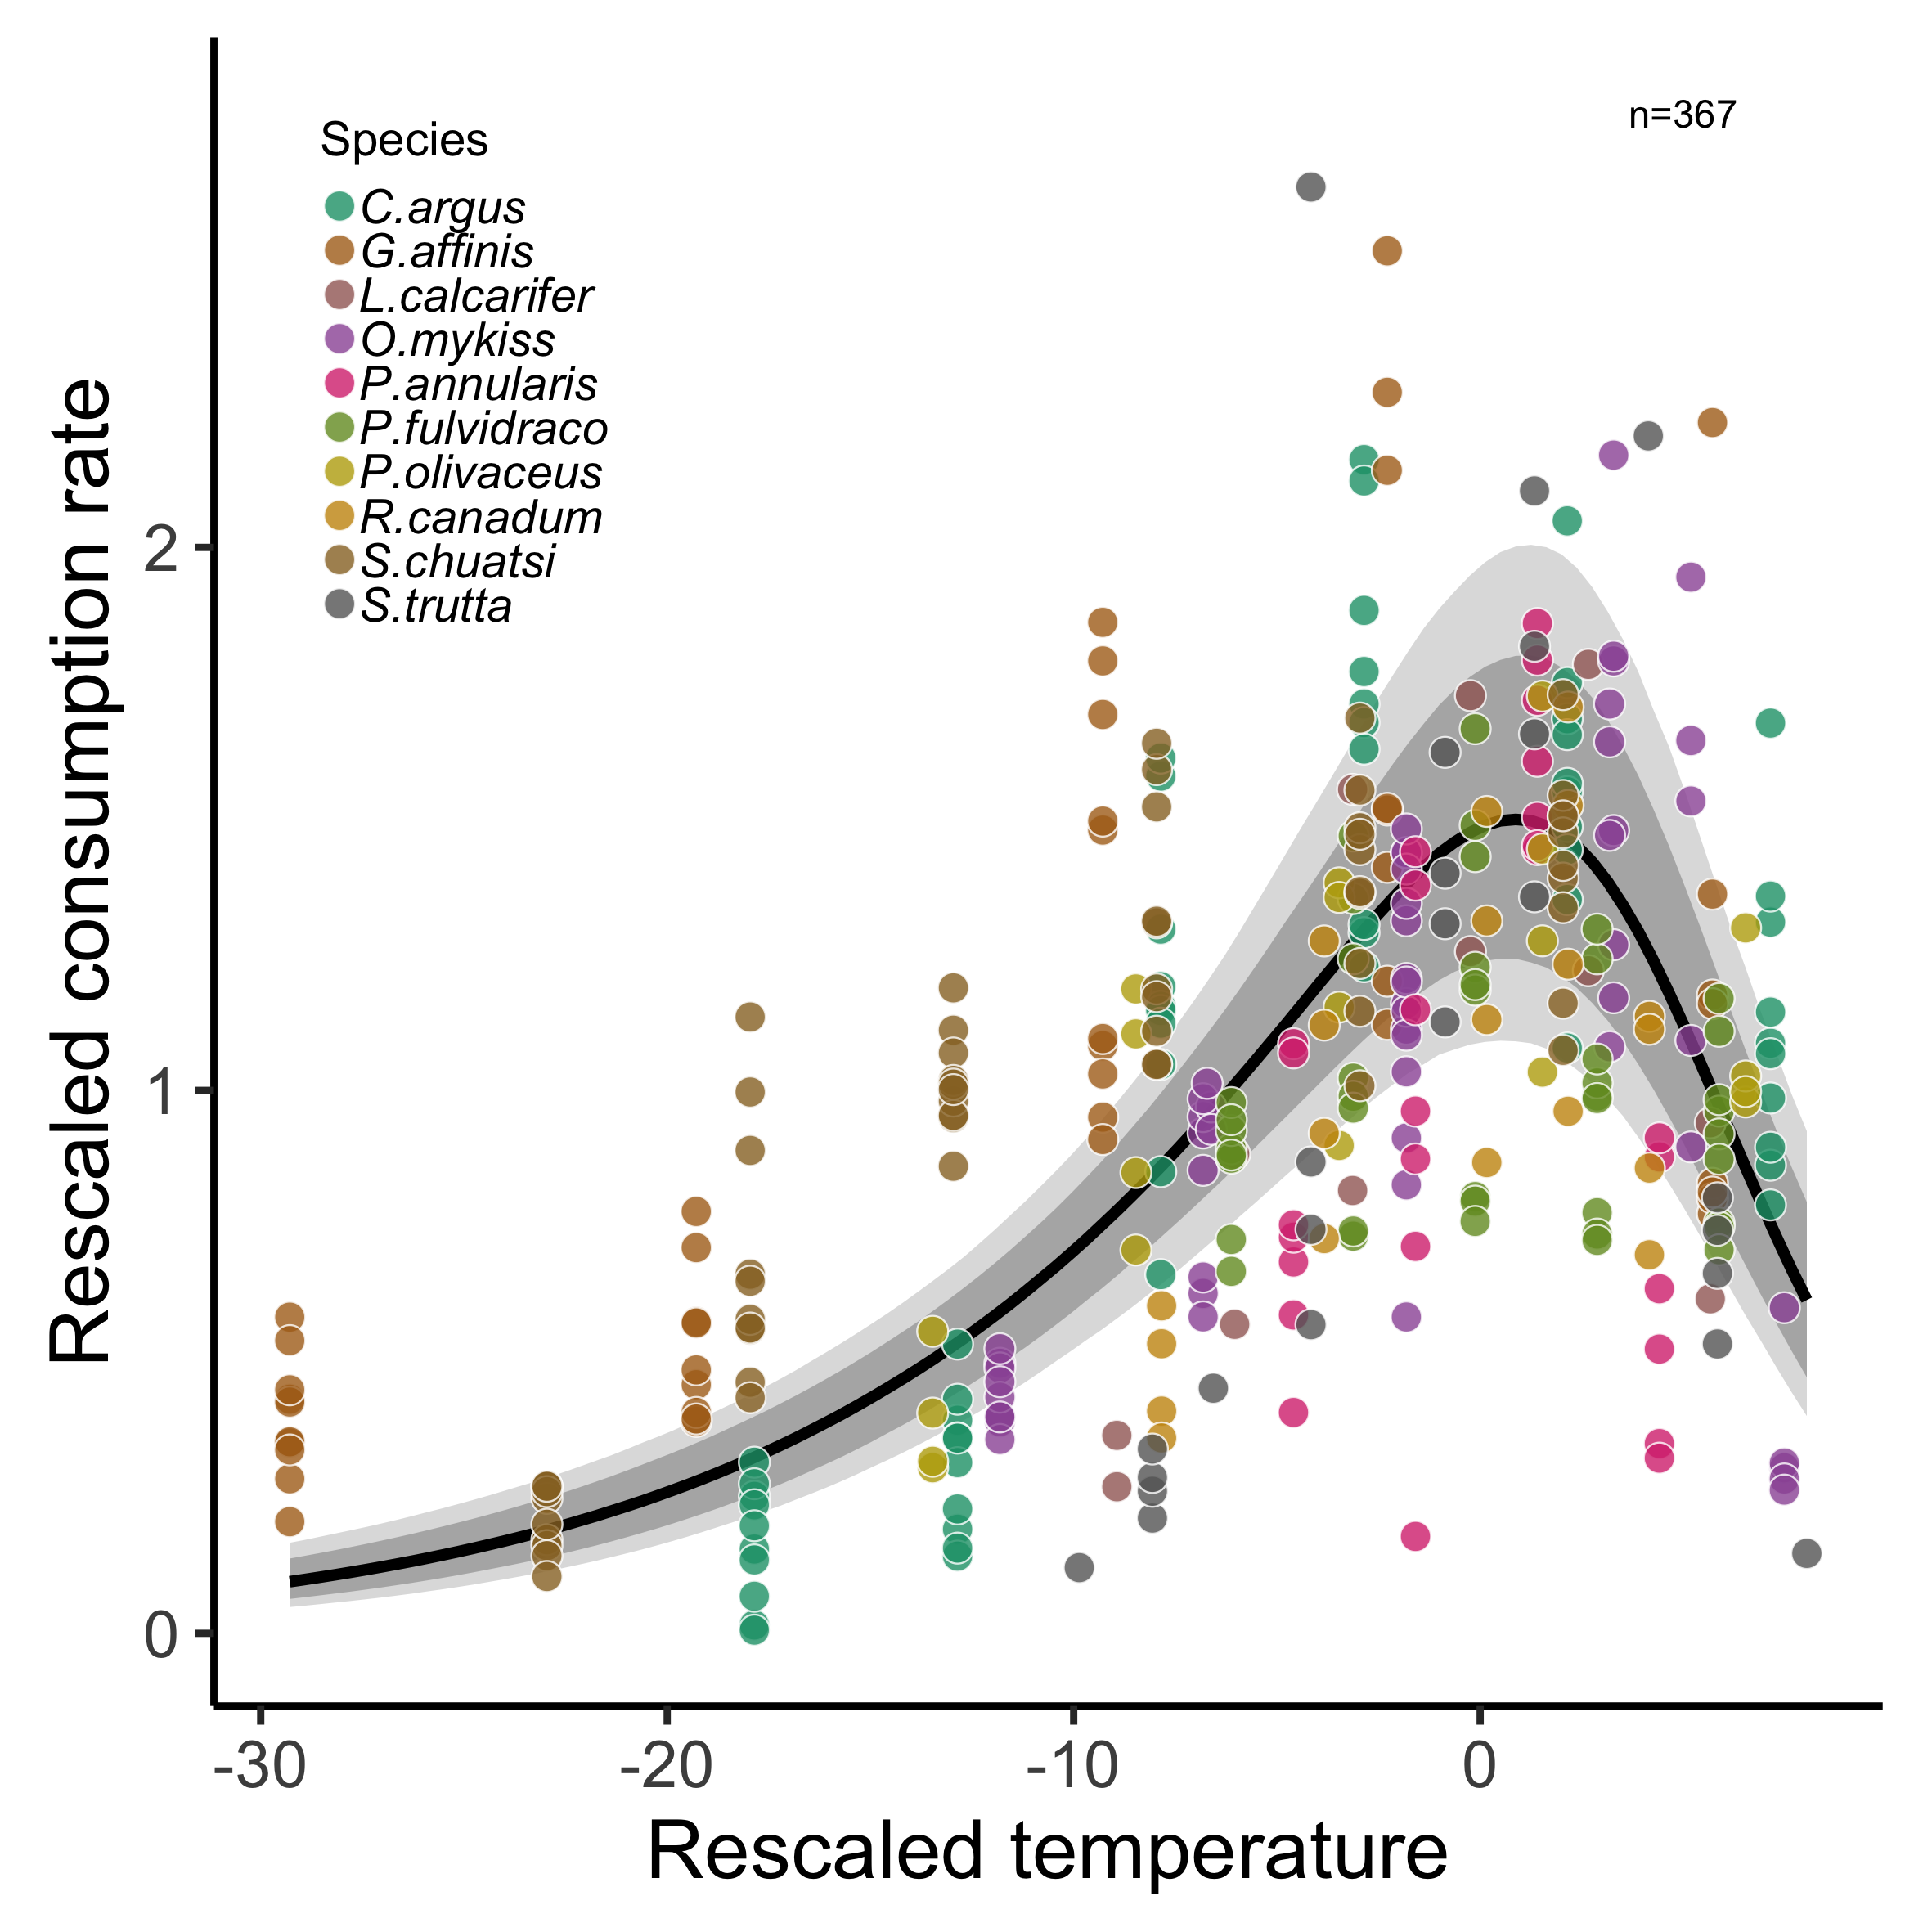 n=367
Species
C.argus
G.affinis
L.calcarifer
O.mykiss
P.annularis
P.fulvidraco
P.olivaceus
R.canadum
S.chuatsi
S.trutta
Rescaled consumption rate
2
1
0
-30 -20 -10 0
Rescaled temperature